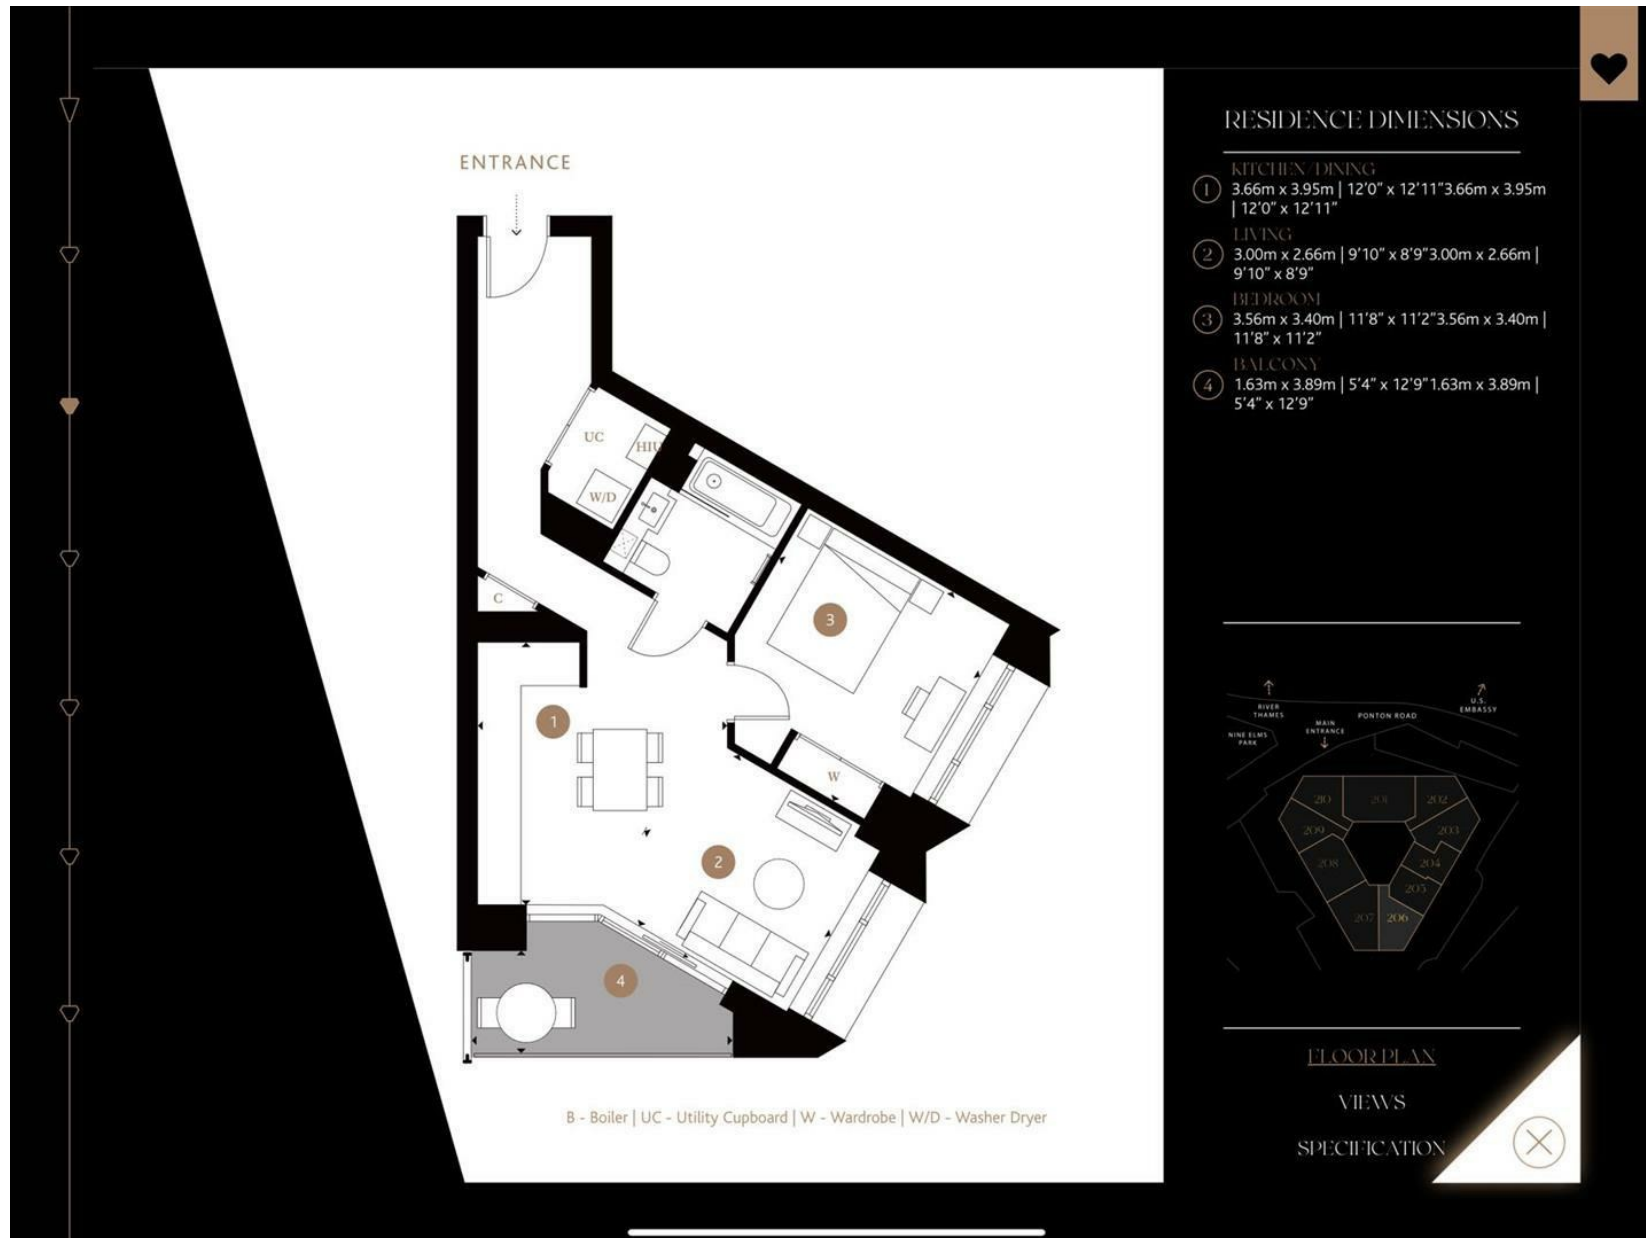 ENTRANCE
UC
HIU
W/D
C
3
1
W
2
4
B - Boiler | UC - Utility Cupboard | W - Wardrobe | W/D - Washer Dryer
RESIDENCE DIMENSIONS
1
KITCHEN/DINING
3.66m x 3.95m | 12'0" x 12'11"3.66m x 3.95m
| 12'0" x 12'11"
2
LIVING
3.00m x 2.66m | 9'10" x 8'9"3.00m x 2.66m |
9'10" x 8'9"
3
BEDROOM
3.56m x 3.40m | 11'8" x 11'2"3.56m x 3.40m |
11'8" x 11'2"
4
BALCONY
1.63m x 3.89m | 5'4" x 12'9"1.63m x 3.89m |
5'4" x 12'9"
RIVER
THAMES
U.S.
EMBASSY
PONTON ROAD
MAIN
ENTRANCE
NINE ELMS
PARK
210
201
202
209
203
208
204
205
207
206
FLOOR PLAN
VIEWS
SPECIFICATION